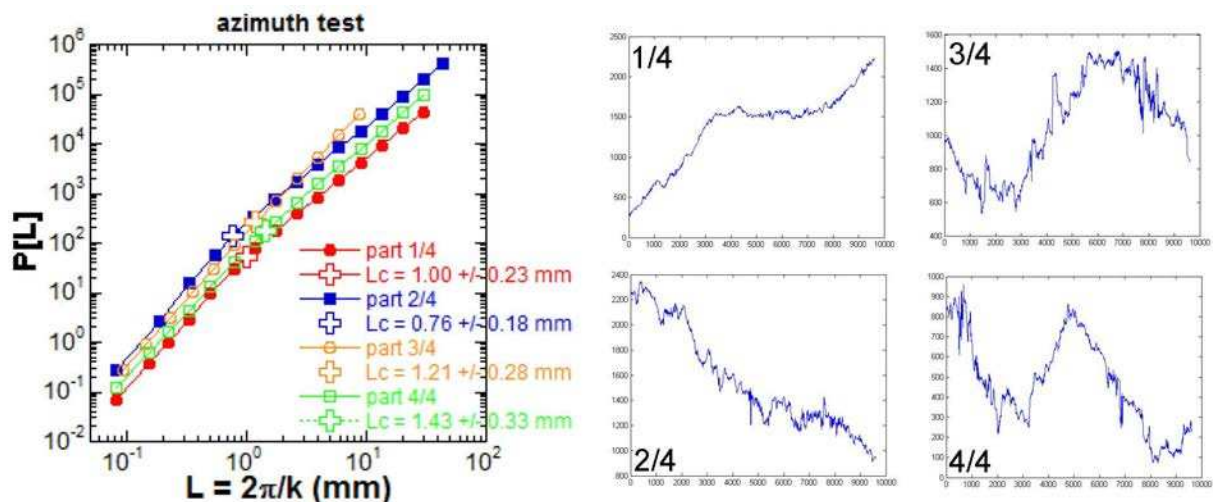 azimuth test
P[L]
10^6
10^5
10^4
10^3
10^2
10^1
10^0
10^-1
10^-2
10^-1 10^0 10^1 10^2
L = 2π/k (mm)
part 1/4
Lc = 1.00 +/- 0.23 mm
part 2/4
Lc = 0.76 +/- 0.18 mm
part 3/4
Lc = 1.21 +/- 0.28 mm
part 4/4
Lc = 1.43 +/- 0.33 mm
1/4
2500
2000
1500
1000
500
0
0 1000 2000 3000 4000 5000 6000 7000 8000 9000 10000
3/4
1600
1400
1200
1000
800
600
400
0 1000 2000 3000 4000 5000 6000 7000 8000 9000 10000
2/4
2400
2200
2000
1800
1600
1400
1200
1000
800
0 1000 2000 3000 4000 5000 6000 7000 8000 9000 10000
4/4
1000
900
800
700
600
500
400
300
200
100
0
0 1000 2000 3000 4000 5000 6000 7000 8000 9000 10000